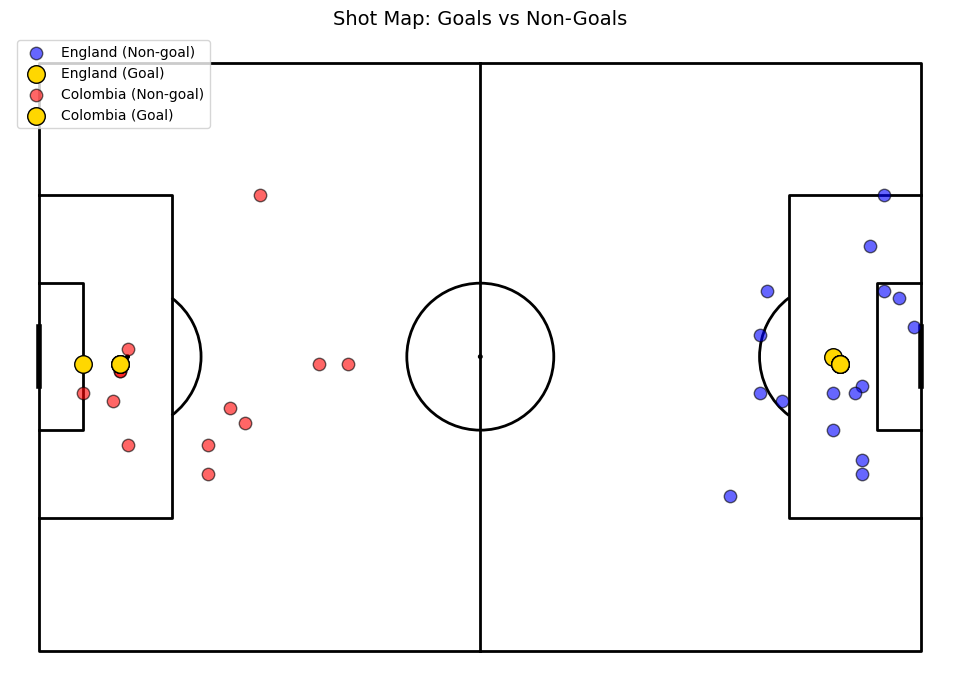 Shot Map: Goals vs Non-Goals
England (Non-goal)
England (Goal)
Colombia (Non-goal)
Colombia (Goal)